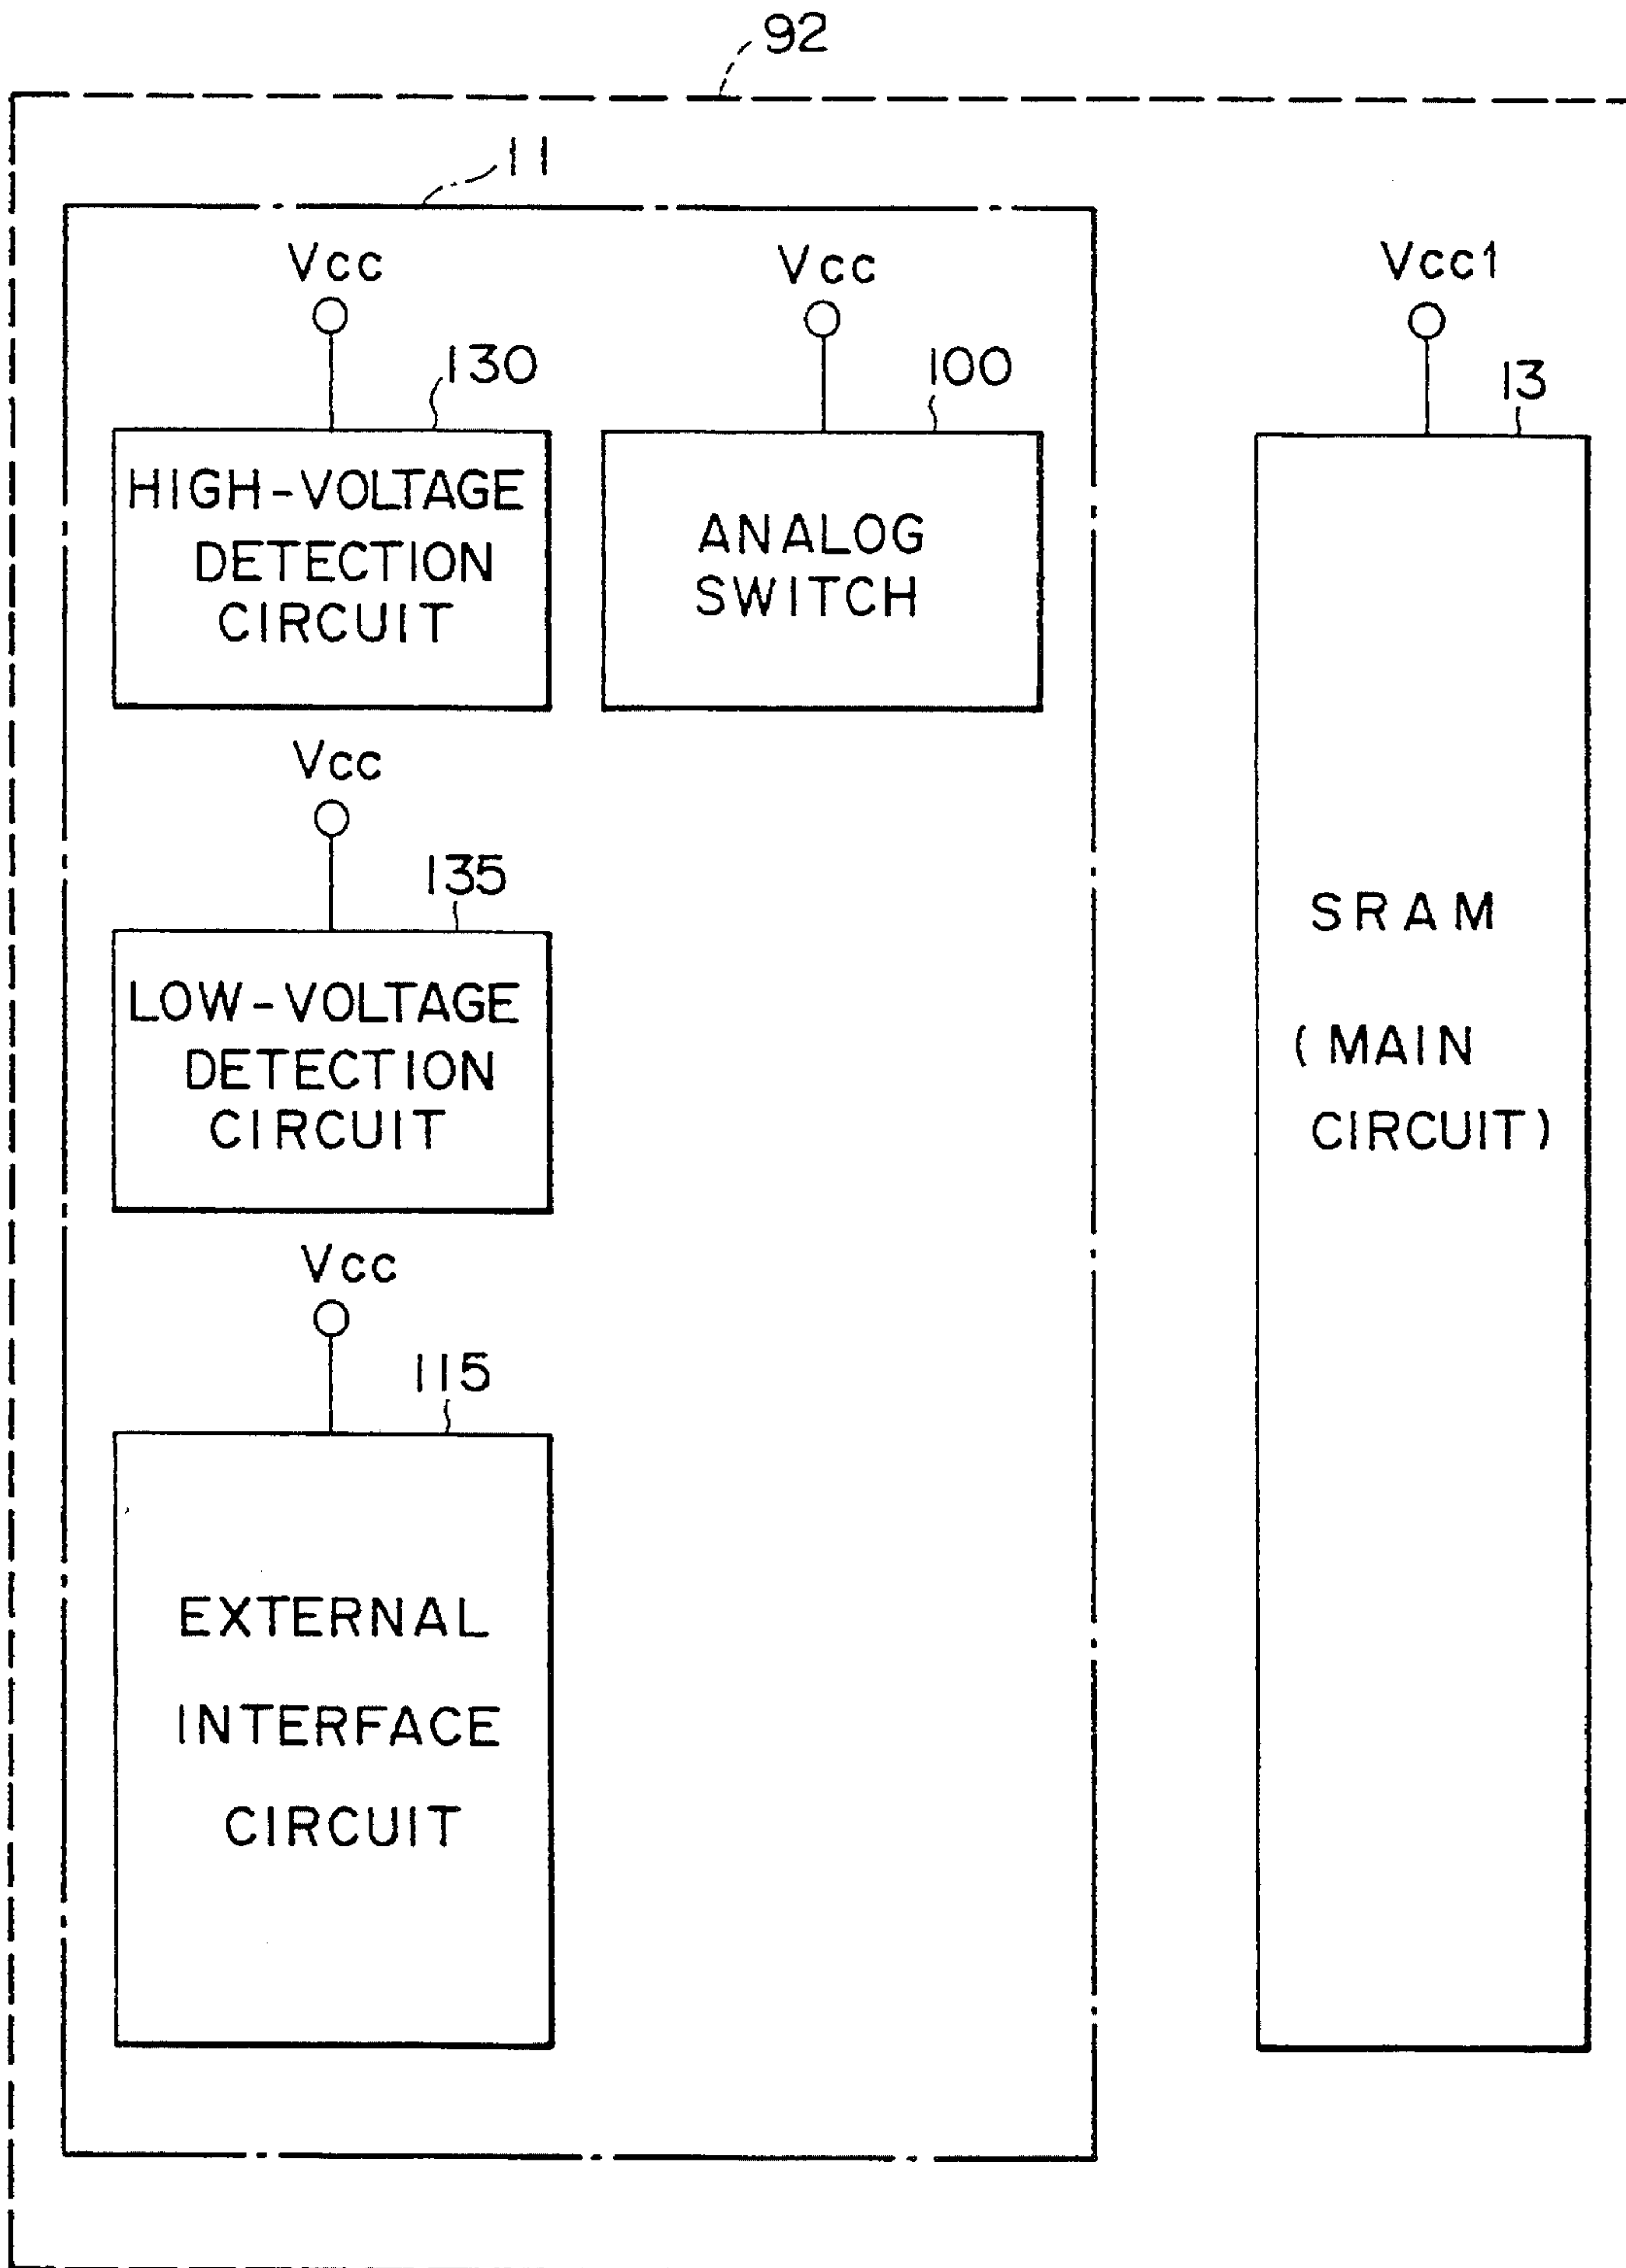 92
11
Vcc
Vcc
Vcc1
130
100
13
HIGH-VOLTAGE
DETECTION
CIRCUIT
ANALOG
SWITCH
Vcc
135
LOW-VOLTAGE
DETECTION
CIRCUIT
SRAM
(MAIN
CIRCUIT)
Vcc
115
EXTERNAL
INTERFACE
CIRCUIT